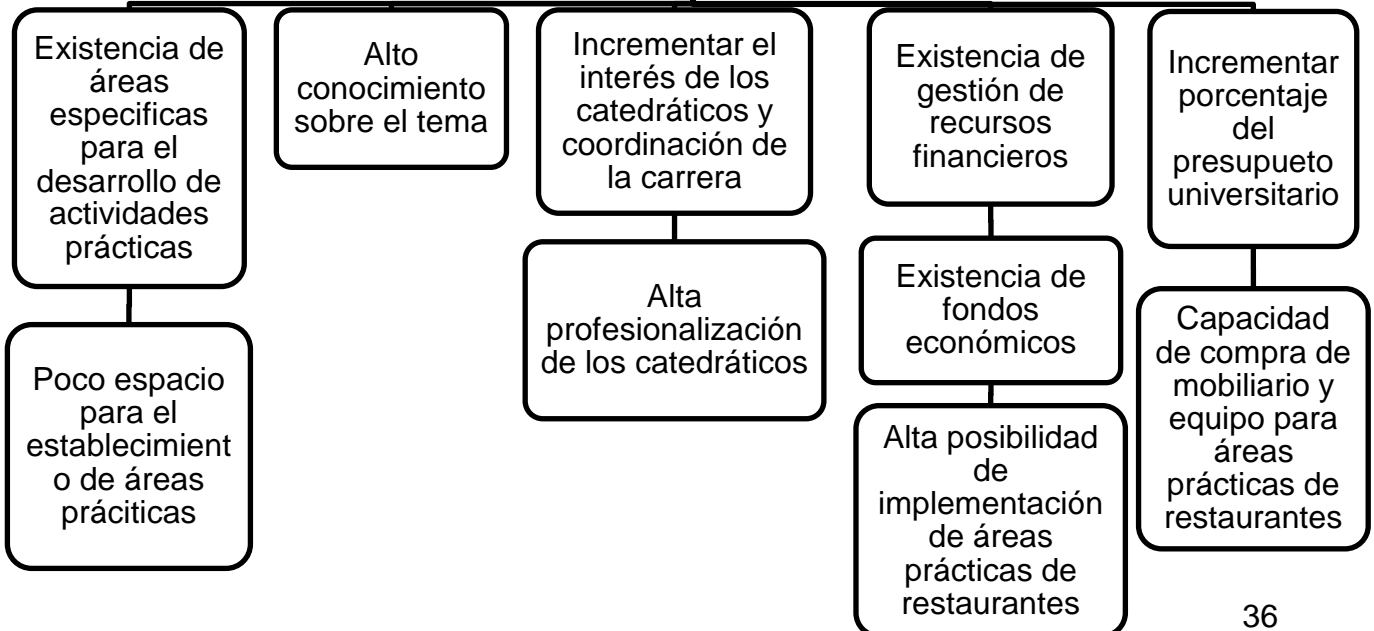 Existencia de
áreas
especificas
para el
desarrollo de
actividades
prácticas
Poco espacio
para el
establecimient
o de áreas
práciticas
Alto
conocimiento
sobre el tema
Incrementar el
interés de los
catedráticos y
coordinación de
la carrera
Alta
profesionalización
de los catedráticos
Existencia de
gestión de
recursos
financieros
Existencia de
fondos
económicos
Alta posibilidad
de
implementación
de áreas
prácticas de
restaurantes
Incrementar
porcentaje
del
presupueto
universitario
Capacidad
de compra de
mobiliario y
equipo para
áreas
prácticas de
restaurantes
36